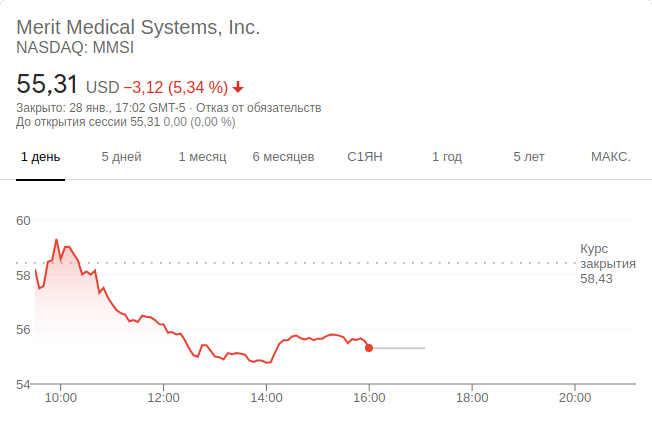 Merit Medical Systems, Inc.
NASDAQ: MMSI
55,31 USD −3,12 (5,34 %)
Закрыто: 28 янв., 17:02 GMT-5 · Отказ от обязательств
До открытия сессии 55,31 0,00 (0,00 %)
1 день 5 дней 1 месяц 6 месяцев С1ЯН 1 год 5 лет МАКС.
60
Курс
закрытия
58,43
58
56
54
10:00 12:00 14:00 16:00 18:00 20:00